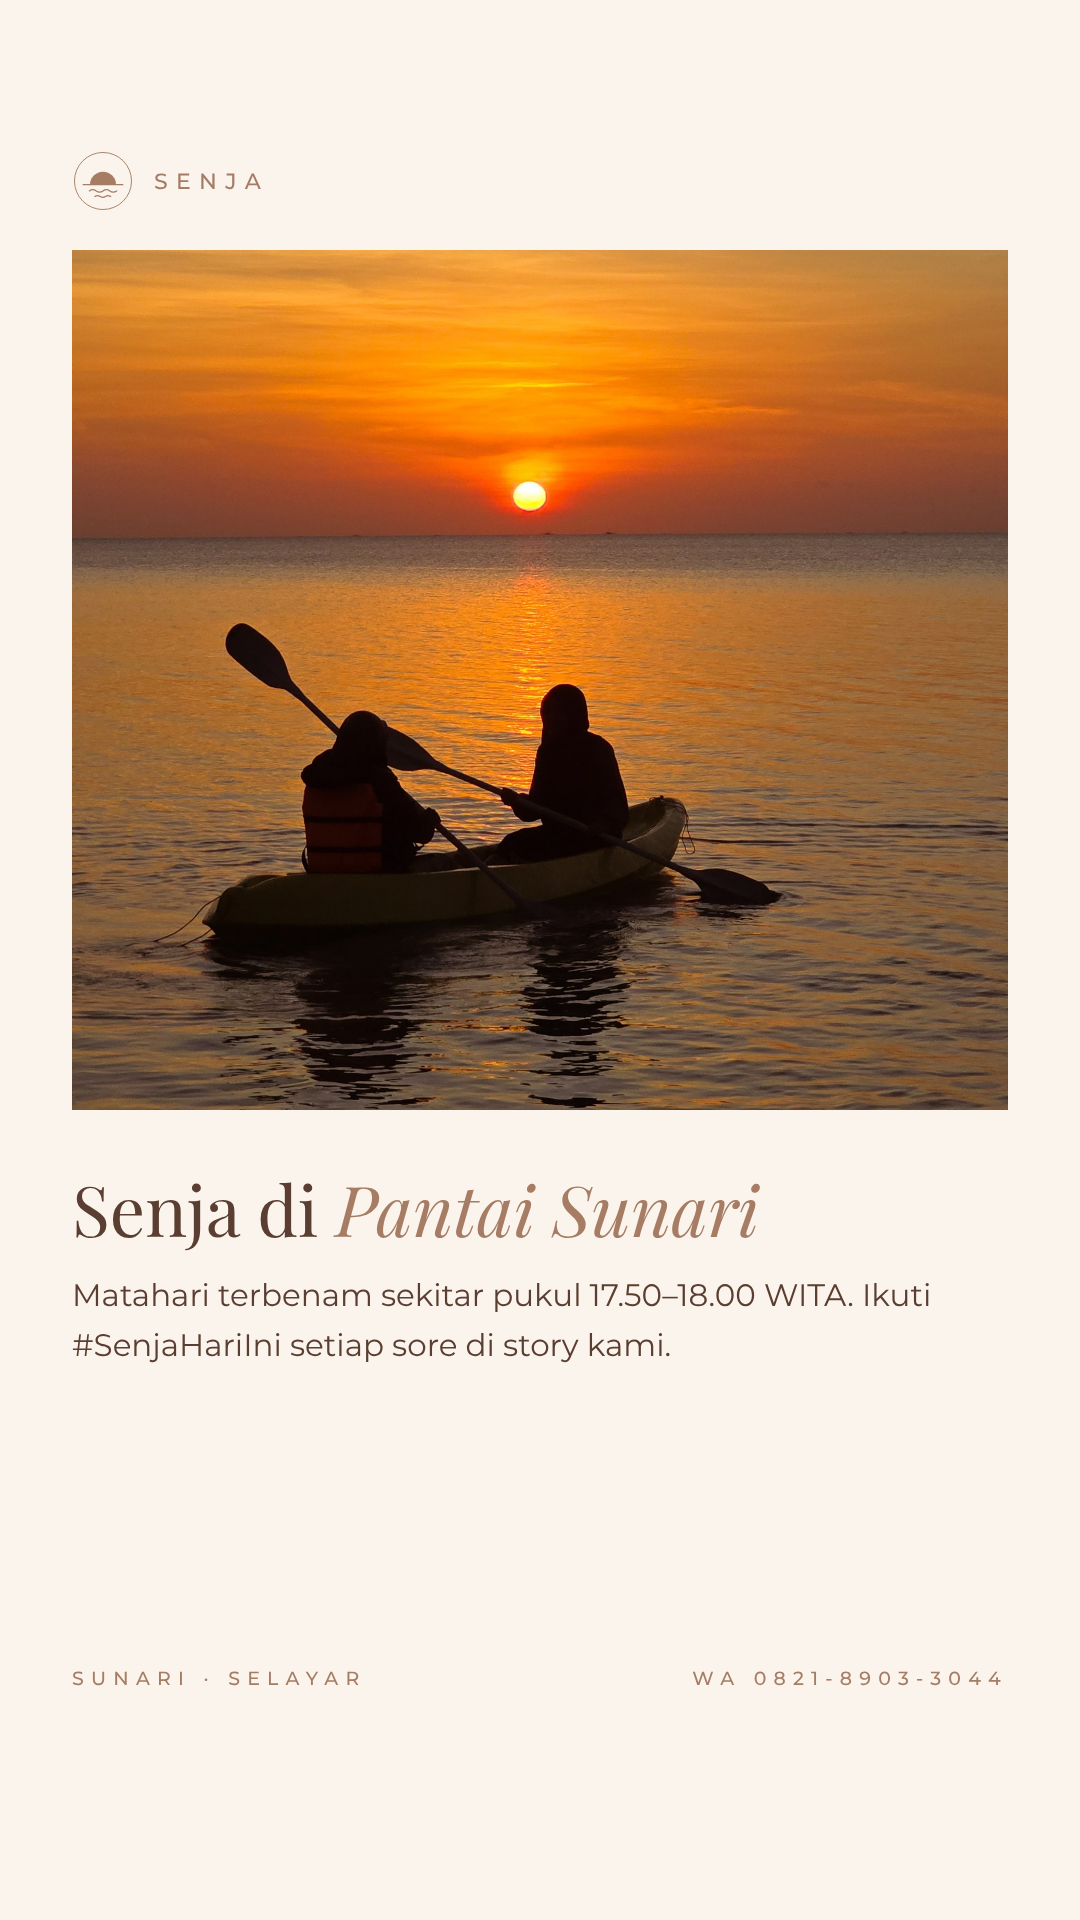 SENJA
Senja di Pantai Sunari
Matahari terbenam sekitar pukul 17.50–18.00 WITA. Ikuti
#SenjaHariIni setiap sore di story kami.
SUNARI · SELAYAR
WA 0821-8903-3044